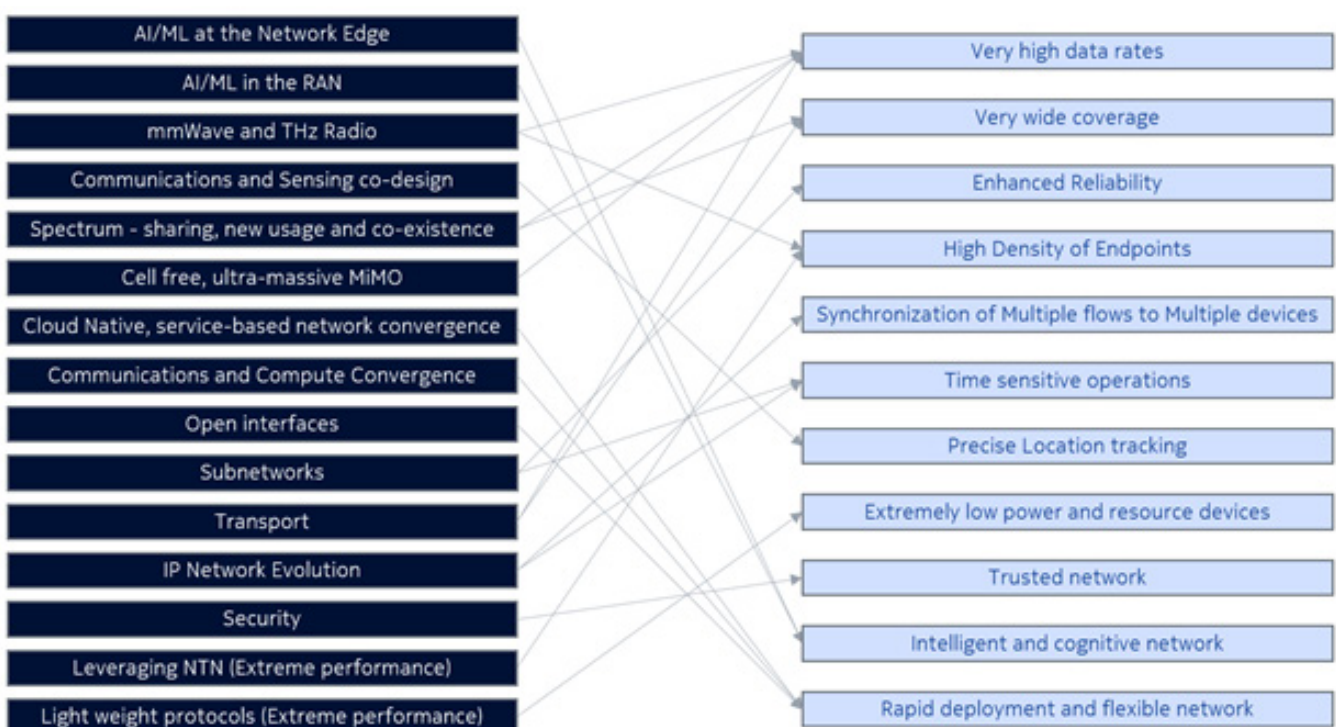 AI/ML at the Network Edge
AI/ML in the RAN
mmWave and THz Radio
Communications and Sensing co-design
Spectrum - sharing, new usage and co-existence
Cell free, ultra-massive MiMO
Cloud Native, service-based network convergence
Communications and Compute Convergence
Open interfaces
Subnetworks
Transport
IP Network Evolution
Security
Leveraging NTN (Extreme performance)
Light weight protocols (Extreme performance)
Very high data rates
Very wide coverage
Enhanced Reliability
High Density of Endpoints
Synchronization of Multiple flows to Multiple devices
Time sensitive operations
Precise Location tracking
Extremely low power and resource devices
Trusted network
Intelligent and cognitive network
Rapid deployment and flexible network